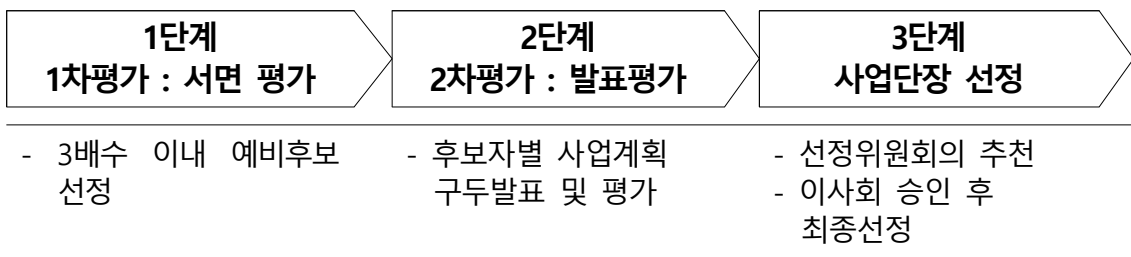 1단계
1차평가 : 서면 평가
2단계
2차평가 : 발표평가
3단계
사업단장 선정
- 3배수 이내 예비후보
선정
- 후보자별 사업계획
구두발표 및 평가
- 선정위원회의 추천
- 이사회 승인 후
최종선정